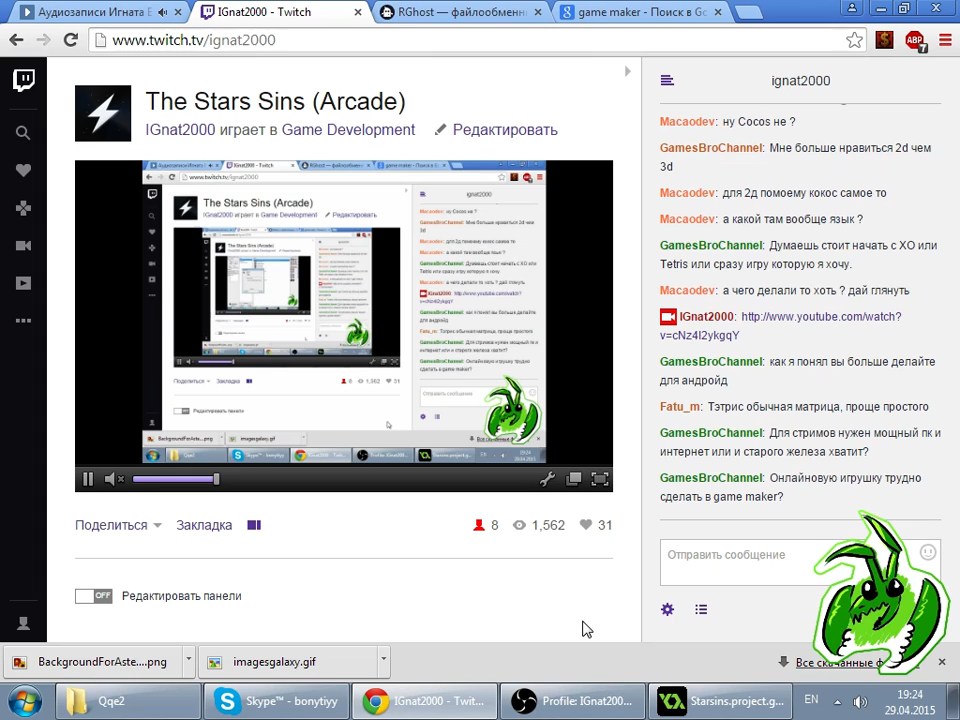 Аудиозаписи Игната Б
IGnat2000 - Twitch
RGhost — файлообменн
game maker - Поиск в Go
www.twitch.tv/ignat2000
ABP
7
The Stars Sins (Arcade)
IGnat2000 играет в Game Development
Редактировать
ignat2000
Macaodev: ну Cocos не ?
GamesBroChannel: Мне больше нравиться 2d чем
3d
Macaodev: для 2д помоему кокос самое то
Macaodev: а какой там вообще язык ?
GamesBroChannel: Думаешь стоит начать с XO или
Tetris или сразу игру которую я хочу.
Macaodev: а чего делали то хоть ? дай глянуть
IGnat2000: http://www.youtube.com/watch?
v=cNz4I2ykgqY
GamesBroChannel: как я понял вы больше делайте
для андройд
Fatu_m: Тэтрис обычная матрица, проще простого
GamesBroChannel: Для стримов нужен мощный пк и
интернет или и старого железа хватит?
GamesBroChannel: Онлайновую игрушку трудно
сделать в game maker?
Отправить сообщение
Поделиться
Закладка
8
1,562
31
OFF
Редактировать панели
BackgroundForAste....png
imagesgalaxy.gif
Все скачанные ф
Qqe2
Skype™ - bonytiyy
IGnat2000 - Twit...
Profile: IGnat200...
Starsins.project.g...
EN
19:24
29.04.2015